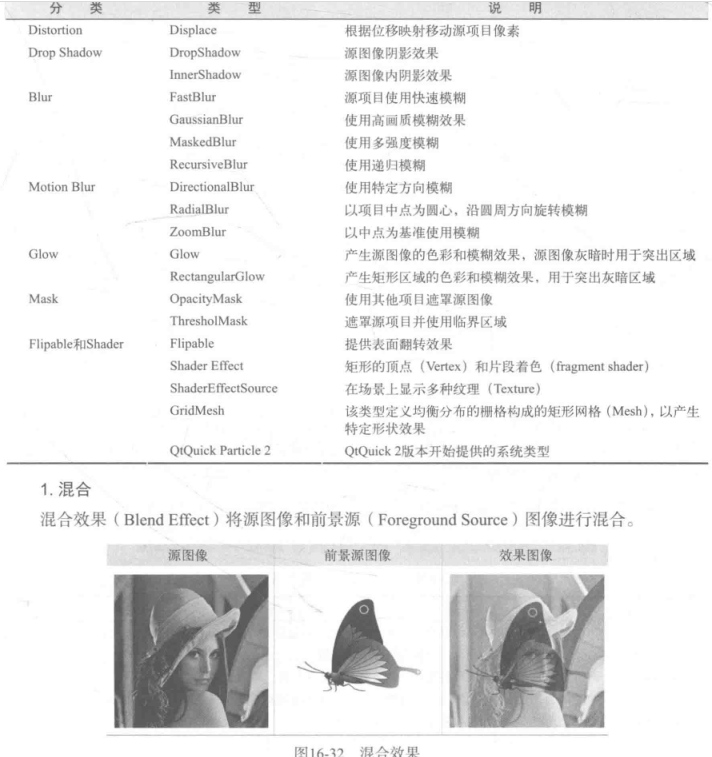 分 类 类 型 说 明
Distortion Displace 根据位移映射移动源项目像素
Drop Shadow DropShadow 源图像阴影效果
InnerShadow 源图像内阴影效果
Blur FastBlur 源项目使用快速模糊
GaussianBlur 使用高画质模糊效果
MaskedBlur 使用多强度模糊
RecursiveBlur 使用递归模糊
Motion Blur DirectionalBlur 使用特定方向模糊
RadialBlur 以项目中点为圆心，沿圆周方向旋转模糊
ZoomBlur 以中点为基准使用模糊
Glow Glow 产生源图像的色彩和模糊效果，源图像灰暗时用于突出区域
RectangularGlow 产生矩形区域的色彩和模糊效果，用于突出灰暗区域
Mask OpacityMask 使用其他项目遮罩源图像
ThresholMask 遮罩源项目并使用临界区域
Flipable和Shader Flipable 提供表面翻转效果
Shader Effect 矩形的顶点（Vertex）和片段着色（fragment shader）
ShaderEffectSource 在场景上显示多种纹理（Texture）
GridMesh 该类型定义均衡分布的栅格构成的矩形网格（Mesh），以产生
特定形状效果
QtQuick Particle 2 QtQuick 2版本开始提供的系统类型
1. 混合
混合效果（Blend Effect）将源图像和前景源（Foreground Source）图像进行混合。
源图像 前景源图像 效果图像
图16-32 混合效果